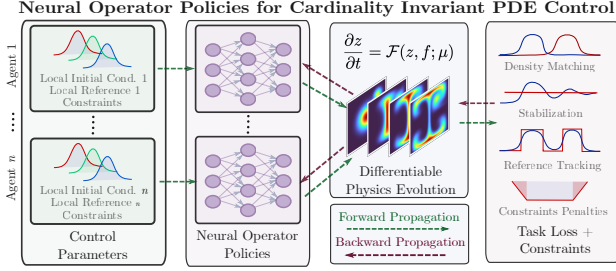 Neural Operator Policies for Cardinality Invariant PDE Control
Agent 1
Local Initial Cond. 1
Local Reference 1
Constraints
....
...
Agent n
Local Initial Cond. n
Local Reference n
Constraints
Control
Parameters
...
Neural Operator
Policies
∂z/∂t = F(z, f; μ)
Differentiable
Physics Evolution
Forward Propagation
Backward Propagation
Density Matching
Stabilization
Reference Tracking
Constraints Penalties
Task Loss +
Constraints